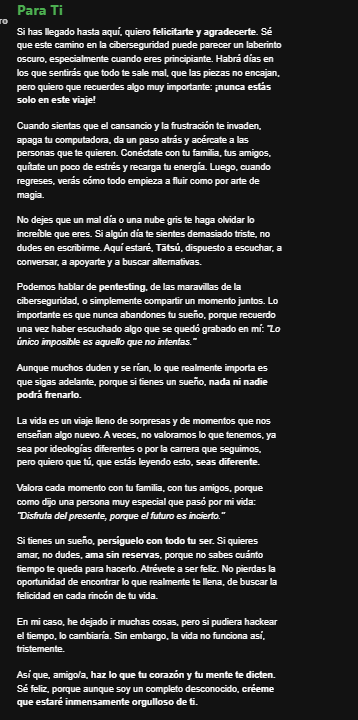 ro
Para Ti
Si has llegado hasta aquí, quiero felicitarte y agradecerte. Sé
que este camino en la ciberseguridad puede parecer un laberinto
oscuro, especialmente cuando eres principiante. Habrá días en
los que sentirás que todo te sale mal, que las piezas no encajan,
pero quiero que recuerdes algo muy importante: ¡nunca estás
solo en este viaje!
Cuando sientas que el cansancio y la frustración te invaden,
apaga tu computadora, da un paso atrás y acércate a las
personas que te quieren. Conéctate con tu familia, tus amigos,
quítate un poco de estrés y recarga tu energía. Luego, cuando
regreses, verás cómo todo empieza a fluir como por arte de
magia.
No dejes que un mal día o una nube gris te haga olvidar lo
increíble que eres. Si algún día te sientes demasiado triste, no
dudes en escribirme. Aquí estaré, Tätsú, dispuesto a escuchar, a
conversar, a apoyarte y a buscar alternativas.
Podemos hablar de pentesting, de las maravillas de la
ciberseguridad, o simplemente compartir un momento juntos. Lo
importante es que nunca abandones tu sueño, porque recuerdo
una vez haber escuchado algo que se quedó grabado en mí: "Lo
único imposible es aquello que no intentas."
Aunque muchos duden y se rían, lo que realmente importa es
que sigas adelante, porque si tienes un sueño, nada ni nadie
podrá frenarlo.
La vida es un viaje lleno de sorpresas y de momentos que nos
enseñan algo nuevo. A veces, no valoramos lo que tenemos, ya
sea por ideologías diferentes o por la carrera que seguimos,
pero quiero que tú, que estás leyendo esto, seas diferente.
Valora cada momento con tu familia, con tus amigos, porque
como dijo una persona muy especial que pasó por mi vida:
"Disfruta del presente, porque el futuro es incierto."
Si tienes un sueño, persíguelo con todo tu ser. Si quieres
amar, no dudes, ama sin reservas, porque no sabes cuánto
tiempo te queda para hacerlo. Atrévete a ser feliz. No pierdas la
oportunidad de encontrar lo que realmente te llena, de buscar la
felicidad en cada rincón de tu vida.
En mi caso, he dejado ir muchas cosas, pero si pudiera hackear
el tiempo, lo cambiaría. Sin embargo, la vida no funciona así,
tristemente.
Así que, amigo/a, haz lo que tu corazón y tu mente te dicten.
Sé feliz, porque aunque soy un completo desconocido, créeme
que estaré inmensamente orgulloso de ti.